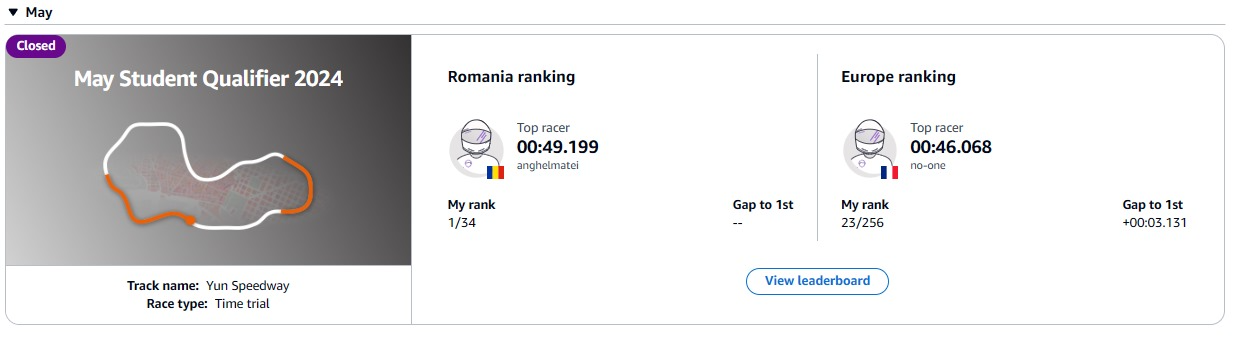 May
Closed
May Student Qualifier 2024
Track name: Yun Speedway
Race type: Time trial
Romania ranking
Top racer
00:49.199
anghelmatei
My rank
1/34
Gap to 1st
--
Europe ranking
Top racer
00:46.068
no-one
My rank
23/256
Gap to 1st
+00:03.131
View leaderboard